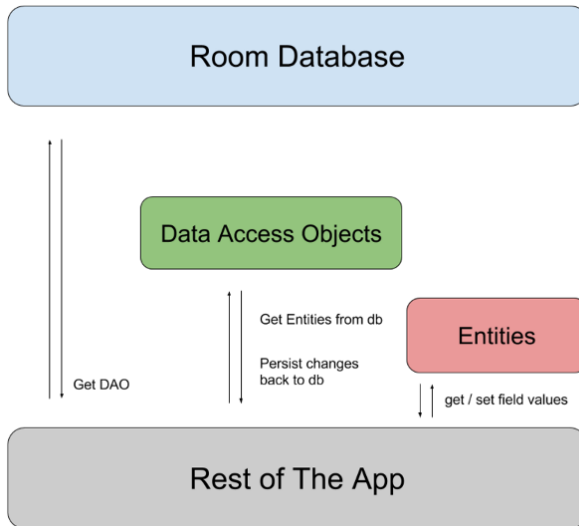 Room Database
Data Access Objects
Get Entities from db
Persist changes
back to db
Entities
Get DAO
get / set field values
Rest of The App